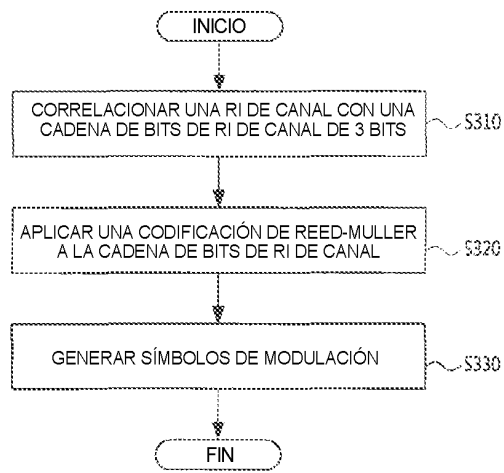 INICIO
CORRELACIONAR UNA RI DE CANAL CON UNA
CADENA DE BITS DE RI DE CANAL DE 3 BITS
S310
APLICAR UNA CODIFICACIÓN DE REED-MULLER
A LA CADENA DE BITS DE RI DE CANAL
S320
GENERAR SÍMBOLOS DE MODULACIÓN
S330
FIN